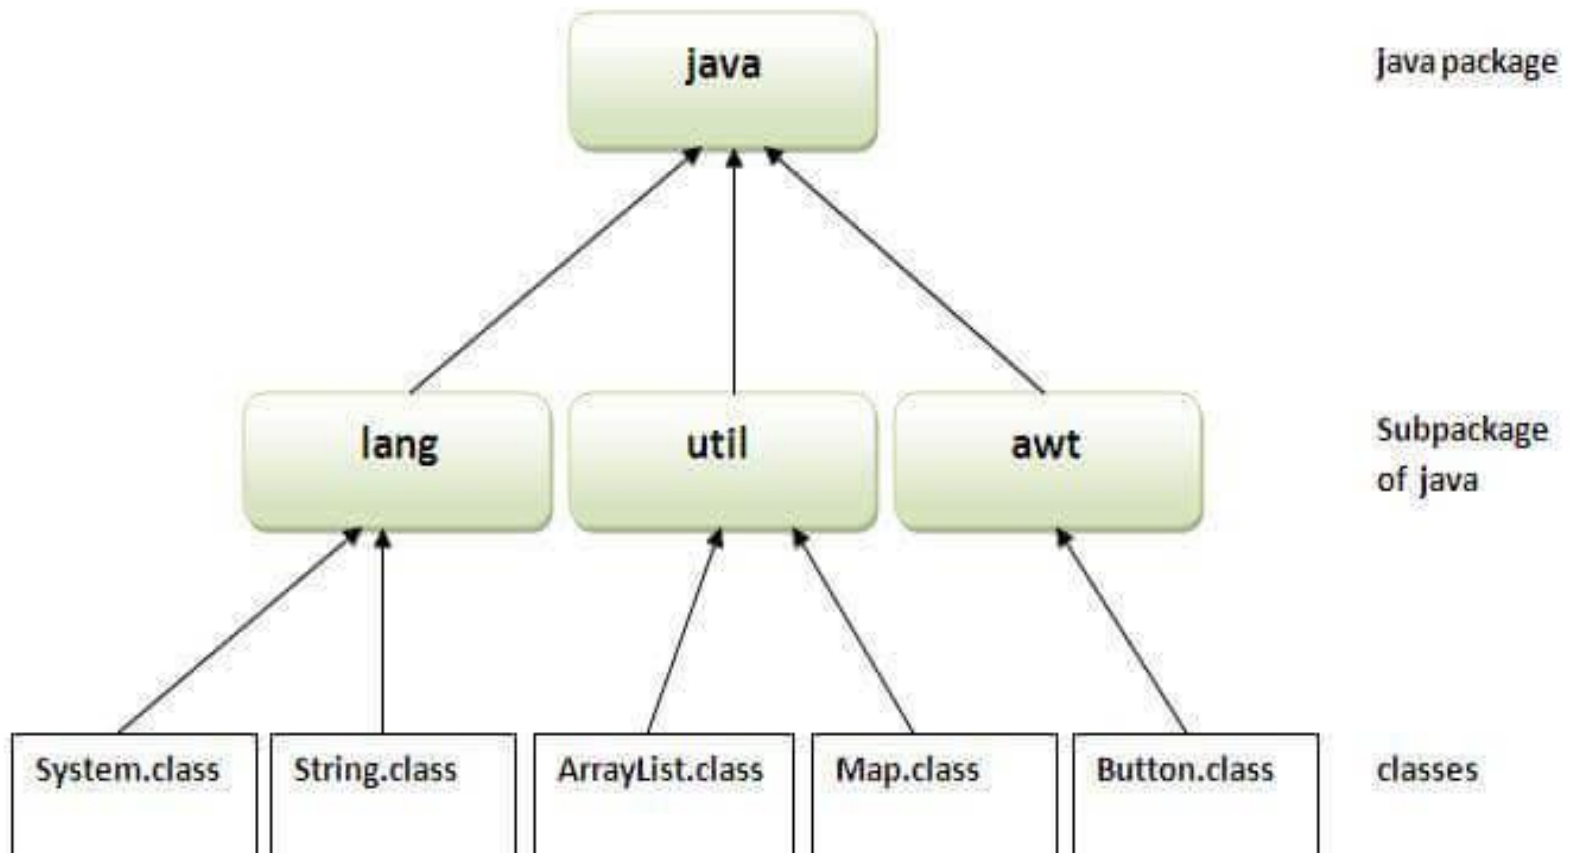 java
java package
lang
util
awt
Subpackage
of java
System.class
String.class
ArrayList.class
Map.class
Button.class
classes